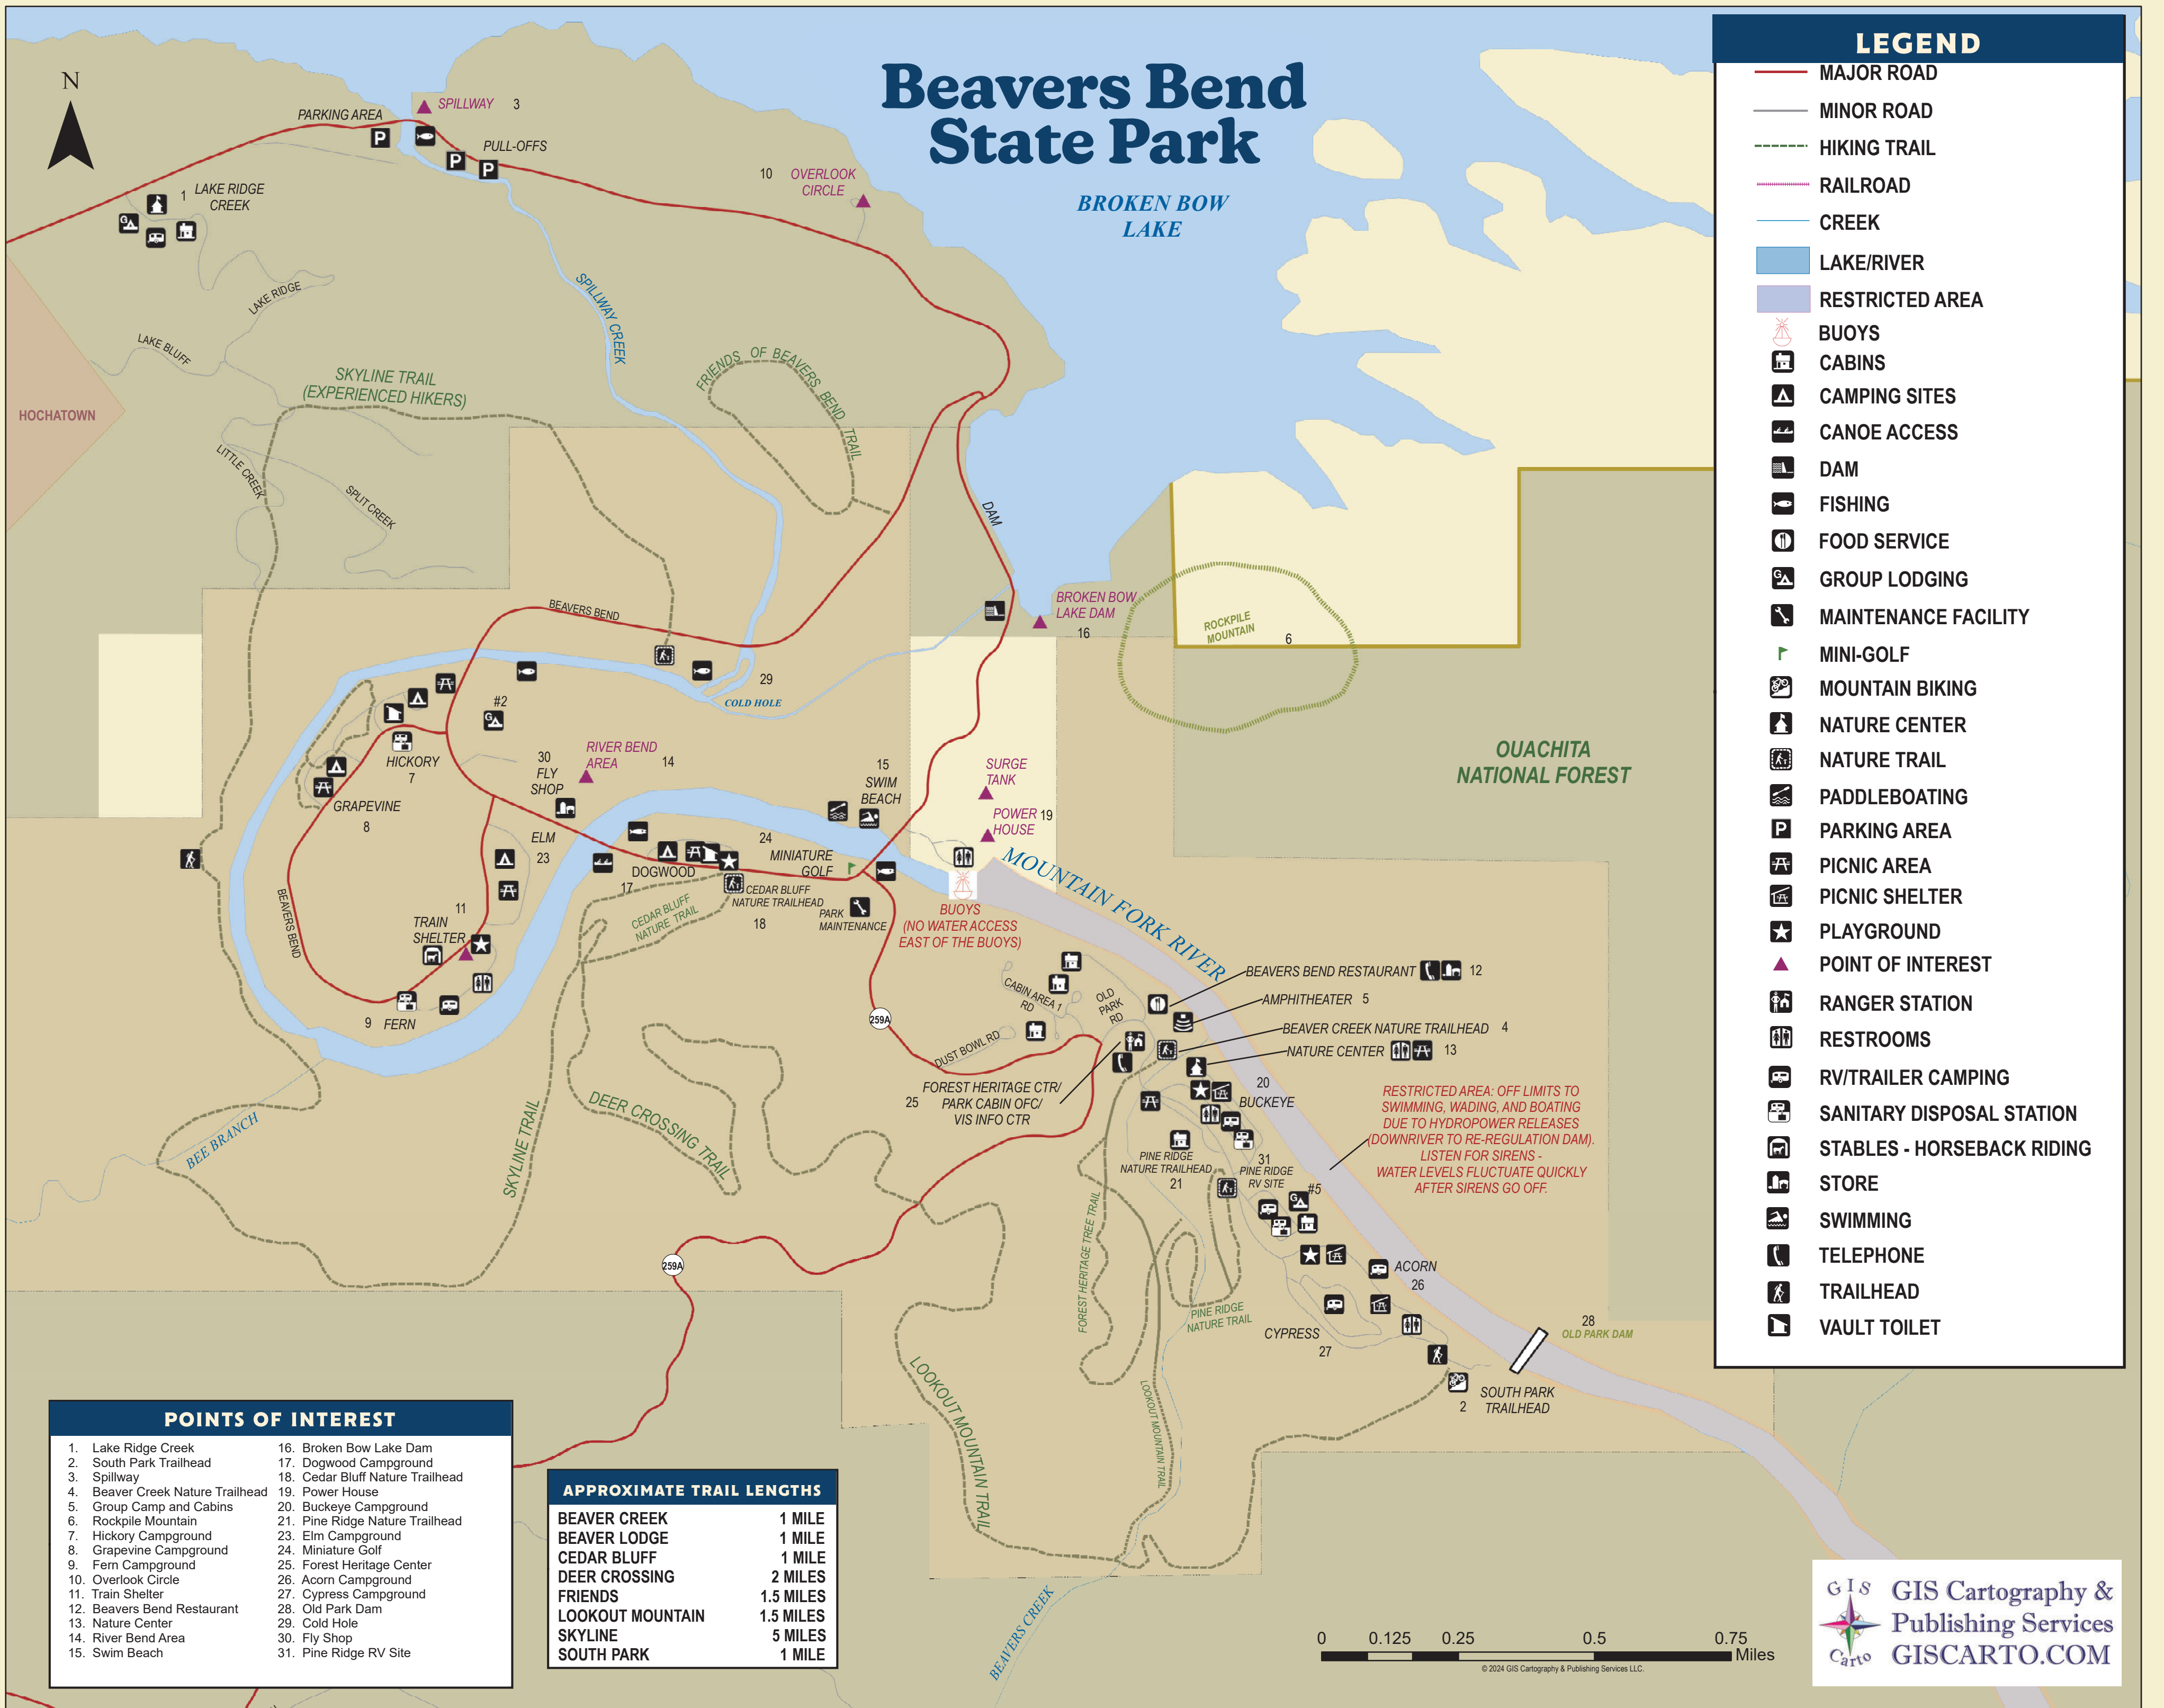 Beavers Bend
State Park
BROKEN BOW
LAKE
N
PARKING AREA
P
SPILLWAY 3
PULL-OFFS
P
P
10 OVERLOOK
CIRCLE
1 LAKE RIDGE
CREEK
G
LAKE RIDGE
LAKE BLUFF
SPILLWAY CREEK
HOCHATOWN
SKYLINE TRAIL
(EXPERIENCED HIKERS)
FRIENDS OF BEAVERS BEND TRAIL
LITTLE CREEK
SPLIT CREEK
DAM
BEAVERS BEND
BROKEN BOW
LAKE DAM
16
ROCKPILE
MOUNTAIN
6
29
COLD HOLE
#2
G
HICKORY
7
GRAPEVINE
8
30
FLY
SHOP
RIVER BEND
AREA
14
15
SWIM
BEACH
SURGE
TANK
POWER
HOUSE
19
OUACHITA
NATIONAL FOREST
ELM
23
DOGWOOD
17
24
MINIATURE
GOLF
CEDAR BLUFF
NATURE TRAILHEAD
18
CEDAR BLUFF
NATURE TRAIL
PARK
MAINTENANCE
BUOYS
(NO WATER ACCESS
EAST OF THE BUOYS)
MOUNTAIN FORK RIVER
BEAVERS BEND
11
TRAIN
SHELTER
9 FERN
259A
CABIN AREA 1
RD
OLD
PARK
RD
DUST BOWL RD
BEAVERS BEND RESTAURANT 12
AMPHITHEATER 5
BEAVER CREEK NATURE TRAILHEAD 4
NATURE CENTER 13
FOREST HERITAGE CTR/
PARK CABIN OFC/
VIS INFO CTR
25
20
BUCKEYE
RESTRICTED AREA: OFF LIMITS TO
SWIMMING, WADING, AND BOATING
DUE TO HYDROPOWER RELEASES
(DOWNRIVER TO RE-REGULATION DAM).
LISTEN FOR SIRENS -
WATER LEVELS FLUCTUATE QUICKLY
AFTER SIRENS GO OFF.
BEE BRANCH
SKYLINE TRAIL
DEER CROSSING TRAIL
PINE RIDGE
NATURE TRAILHEAD
21
31
PINE RIDGE
RV SITE
#5
G
FOREST HERITAGE TREE TRAIL
259A
ACORN
26
PINE RIDGE
NATURE TRAIL
CYPRESS
27
28
OLD PARK DAM
LOOKOUT MOUNTAIN TRAIL
LOOKOUT MOUNTAIN TRAIL
SOUTH PARK
TRAILHEAD
2
BEAVERS CREEK
LEGEND
MAJOR ROAD
MINOR ROAD
HIKING TRAIL
RAILROAD
CREEK
LAKE/RIVER
RESTRICTED AREA
BUOYS
CABINS
CAMPING SITES
CANOE ACCESS
DAM
FISHING
FOOD SERVICE
G GROUP LODGING
MAINTENANCE FACILITY
MINI-GOLF
MOUNTAIN BIKING
NATURE CENTER
NATURE TRAIL
PADDLEBOATING
P PARKING AREA
PICNIC AREA
PICNIC SHELTER
PLAYGROUND
POINT OF INTEREST
RANGER STATION
RESTROOMS
RV/TRAILER CAMPING
SANITARY DISPOSAL STATION
STABLES - HORSEBACK RIDING
STORE
SWIMMING
TELEPHONE
TRAILHEAD
VAULT TOILET
POINTS OF INTEREST
1. Lake Ridge Creek
2. South Park Trailhead
3. Spillway
4. Beaver Creek Nature Trailhead
5. Group Camp and Cabins
6. Rockpile Mountain
7. Hickory Campground
8. Grapevine Campground
9. Fern Campground
10. Overlook Circle
11. Train Shelter
12. Beavers Bend Restaurant
13. Nature Center
14. River Bend Area
15. Swim Beach
16. Broken Bow Lake Dam
17. Dogwood Campground
18. Cedar Bluff Nature Trailhead
19. Power House
20. Buckeye Campground
21. Pine Ridge Nature Trailhead
23. Elm Campground
24. Miniature Golf
25. Forest Heritage Center
26. Acorn Campground
27. Cypress Campground
28. Old Park Dam
29. Cold Hole
30. Fly Shop
31. Pine Ridge RV Site
APPROXIMATE TRAIL LENGTHS
BEAVER CREEK 1 MILE
BEAVER LODGE 1 MILE
CEDAR BLUFF 1 MILE
DEER CROSSING 2 MILES
FRIENDS 1.5 MILES
LOOKOUT MOUNTAIN 1.5 MILES
SKYLINE 5 MILES
SOUTH PARK 1 MILE
0 0.125 0.25 0.5 0.75
Miles
© 2024 GIS Cartography & Publishing Services LLC.
GIS
Carto
GIS Cartography &
Publishing Services
GISCARTO.COM